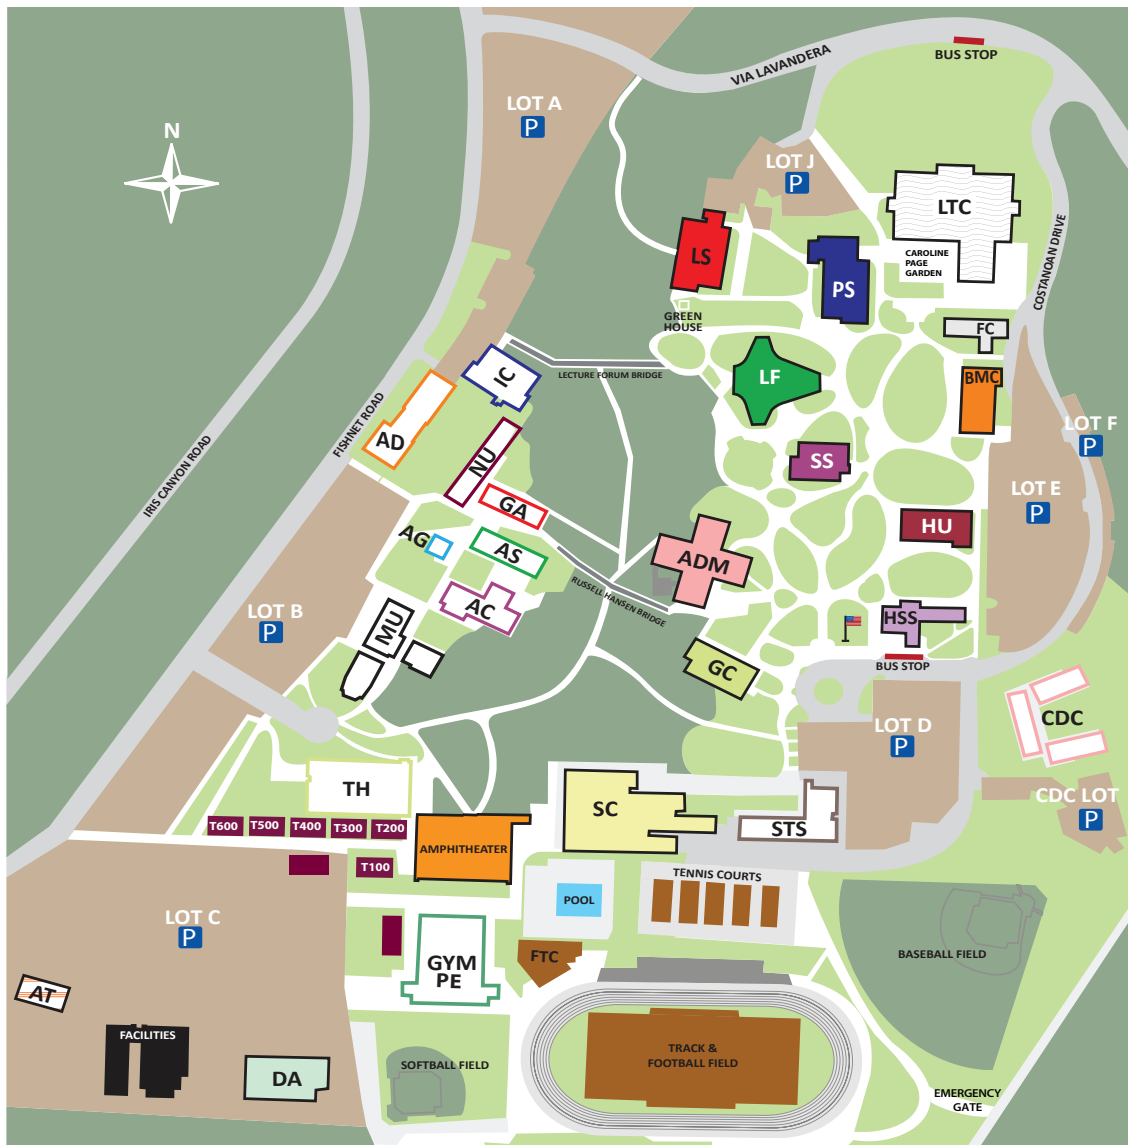 BUS STOP
VIA LAVANDERA
LOT A
P
N
LOT J
P
LTC
LS
CAROLINE
PAGE
GARDEN
COSTANOAN DRIVE
PS
GREEN
HOUSE
FC
LECTURE FORUM BRIDGE
IC
LF
BMC
FISHNET ROAD
AD
LOT F
P
IRIS CANYON ROAD
NU
SS
LOT E
P
GA
HU
AG
AS
ADM
RUSSELL HANSEN BRIDGE
LOT B
P
AC
MU
HSS
BUS STOP
GC
CDC
LOT D
P
TH
SC
CDC LOT
P
T600
T500
T400
T300
T200
STS
AMPHITHEATER
T100
TENNIS COURTS
POOL
LOT C
P
BASEBALL FIELD
FTC
GYM
PE
AT
FACILITIES
TRACK &
FOOTBALL FIELD
SOFTBALL FIELD
DA
EMERGENCY
GATE